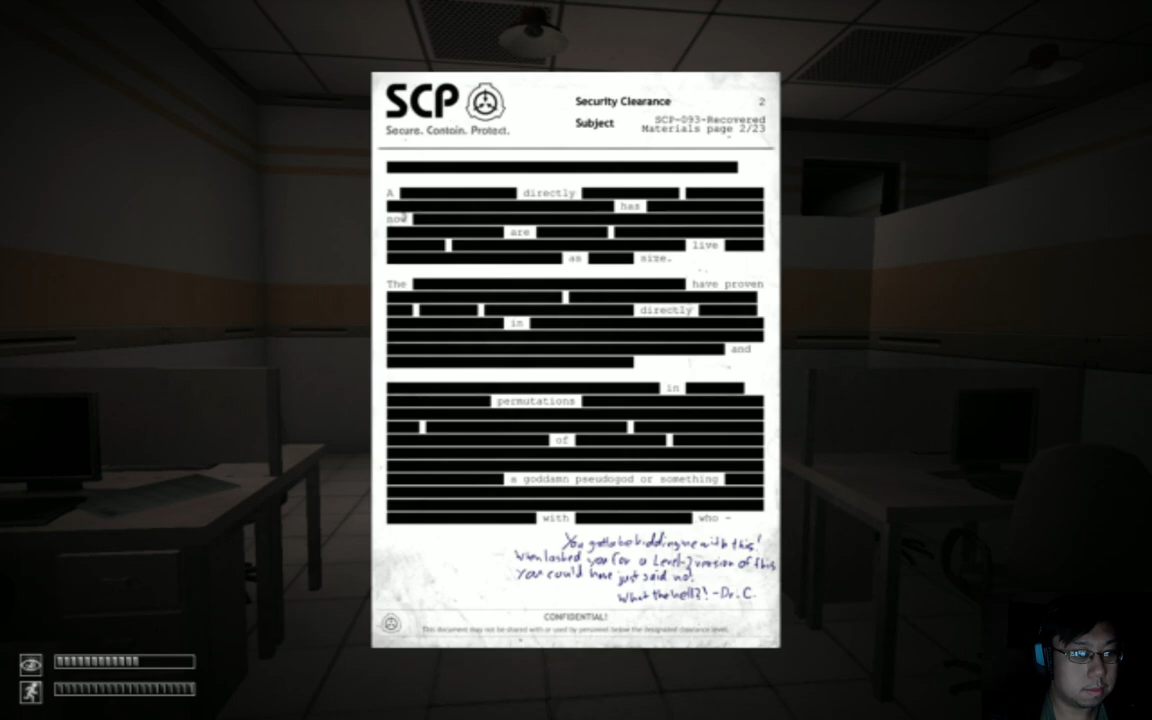 SCP
Secure. Contain. Protect.
Security Clearance 2
Subject SCP-093-Recovered
Materials page 2/23
A directly
has
now
are
live
as size.
The have proven
directly
in
and
in
permutations
of
a goddamn pseudogod or something
with who -
You gotta be kidding me with this!
When I asked you for a Level-2 version of this
you could have just said no!
What the hell?! -Dr. C.
CONFIDENTIAL!
This document may not be shared with or used by personnel below the designated clearance level.